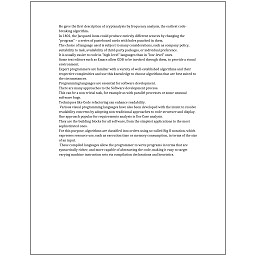 He gave the first description of cryptanalysis by frequency analysis, the earliest code-
breaking algorithm.
In 1801, the Jacquard loom could produce entirely different weaves by changing the
"program" – a series of pasteboard cards with holes punched in them.
The choice of language used is subject to many considerations, such as company policy,
suitability to task, availability of third-party packages, or individual preference.
It is usually easier to code in "high-level" languages than in "low-level" ones.
Some text editors such as Emacs allow GDB to be invoked through them, to provide a visual
environment.
Expert programmers are familiar with a variety of well-established algorithms and their
respective complexities and use this knowledge to choose algorithms that are best suited to
the circumstances.
Programming languages are essential for software development.
There are many approaches to the Software development process.
This can be a non-trivial task, for example as with parallel processes or some unusual
software bugs.
Techniques like Code refactoring can enhance readability.
Various visual programming languages have also been developed with the intent to resolve
readability concerns by adopting non-traditional approaches to code structure and display.
One approach popular for requirements analysis is Use Case analysis.
They are the building blocks for all software, from the simplest applications to the most
sophisticated ones.
For this purpose, algorithms are classified into orders using so-called Big O notation, which
expresses resource use, such as execution time or memory consumption, in terms of the size
of an input.
These compiled languages allow the programmer to write programs in terms that are
syntactically richer, and more capable of abstracting the code, making it easy to target
varying machine instruction sets via compilation declarations and heuristics.